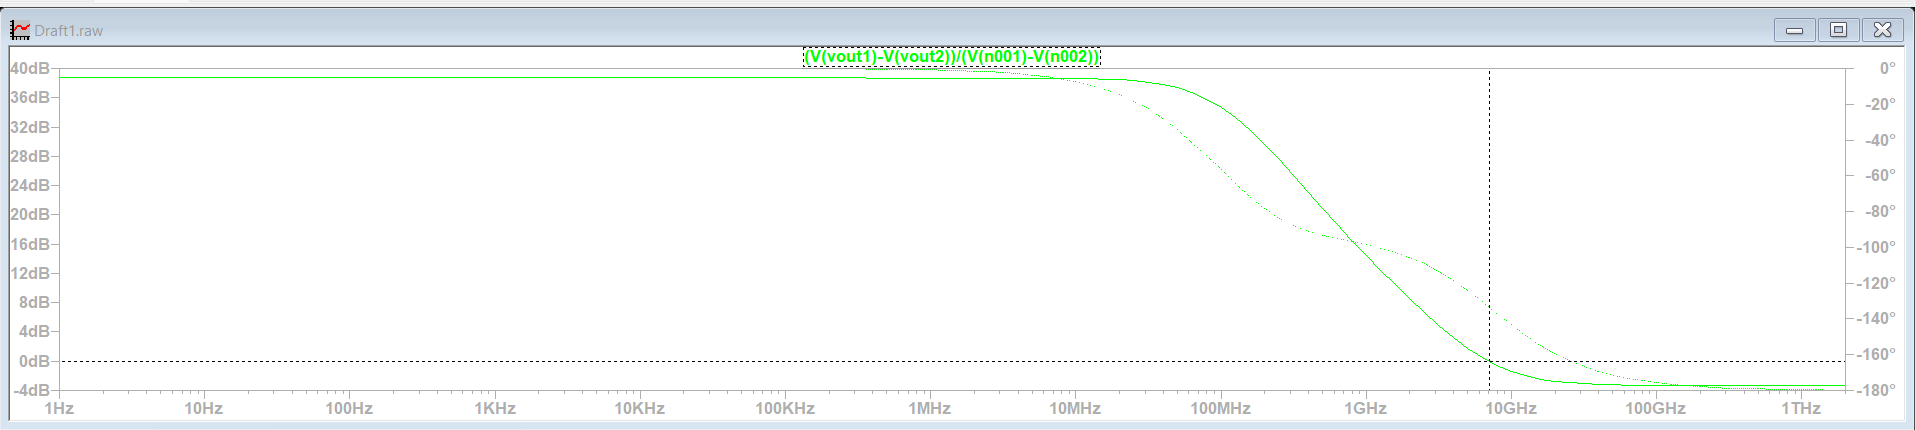 Draft1.raw
(V(vout1)-V(vout2))/(V(n001)-V(n002))
40dB 0°
36dB -20°
32dB -40°
28dB -60°
24dB -80°
20dB -100°
16dB -120°
12dB -140°
8dB -160°
4dB -180°
0dB
-4dB
1Hz 10Hz 100Hz 1KHz 10KHz 100KHz 1MHz 10MHz 100MHz 1GHz 10GHz 100GHz 1THz